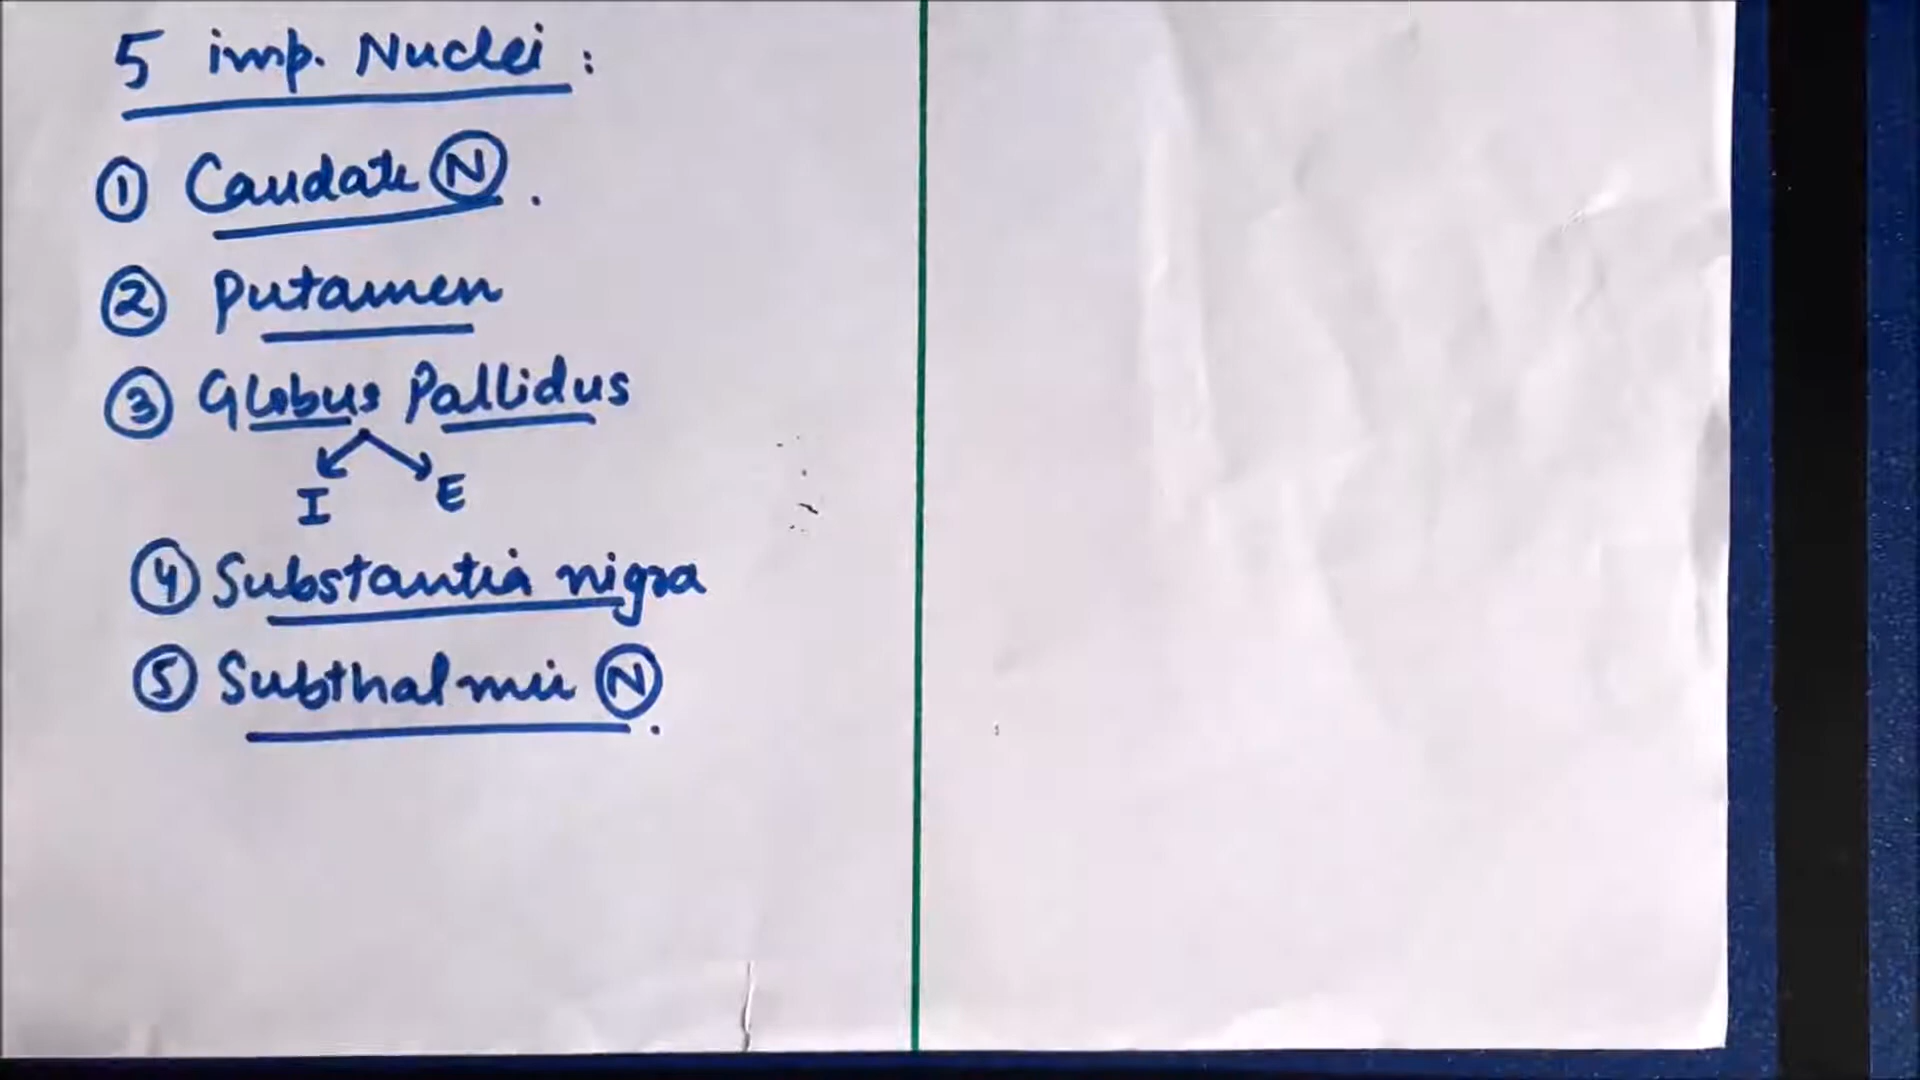 5 imp. Nuclei :
① Caudate Ⓝ .
② Putamen
③ Globus Pallidus
I E
④ Substantia nigra
⑤ Subthalmic Ⓝ .